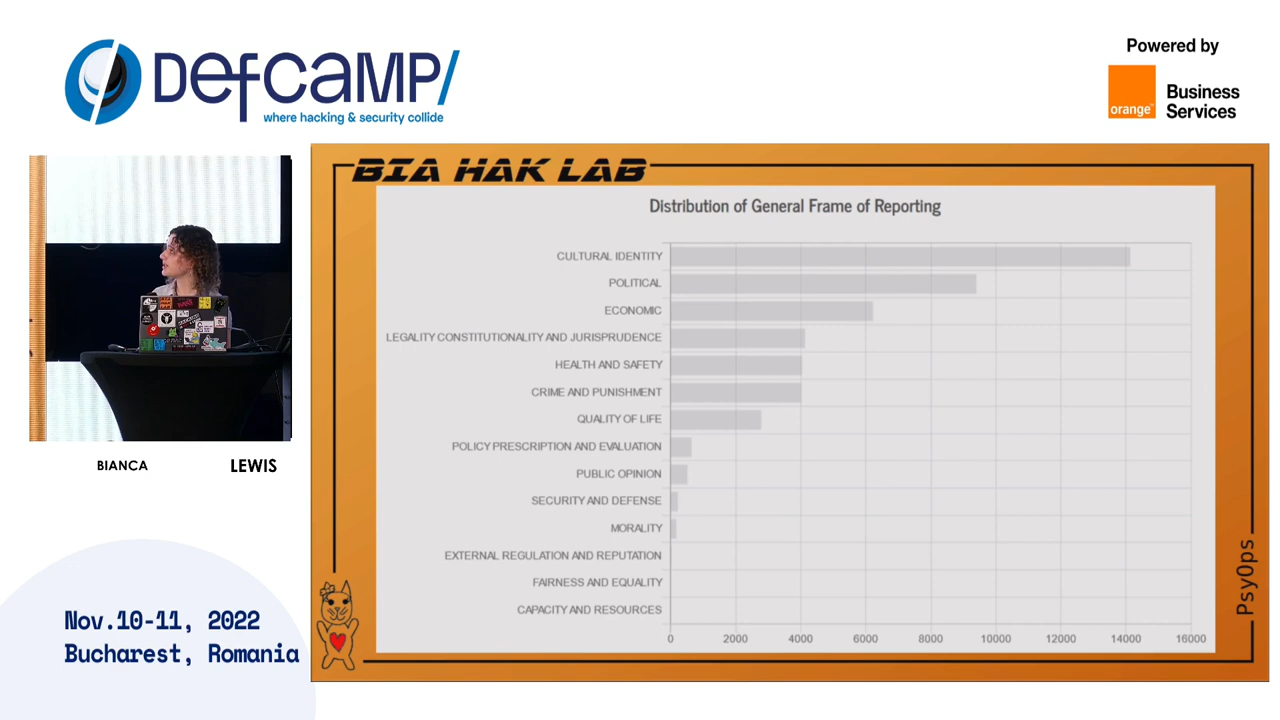 DefcaMP/
where hacking & security collide
Powered by
orange™
Business
Services
BIA HAK LAB
Distribution of General Frame of Reporting
CULTURAL IDENTITY
POLITICAL
ECONOMIC
LEGALITY CONSTITUTIONALITY AND JURISPRUDENCE
HEALTH AND SAFETY
CRIME AND PUNISHMENT
QUALITY OF LIFE
POLICY PRESCRIPTION AND EVALUATION
PUBLIC OPINION
SECURITY AND DEFENSE
MORALITY
EXTERNAL REGULATION AND REPUTATION
FAIRNESS AND EQUALITY
CAPACITY AND RESOURCES
0 2000 4000 6000 8000 10000 12000 14000 16000
PsyOps
BIANCA LEWIS
Nov.10-11, 2022
Bucharest, Romania